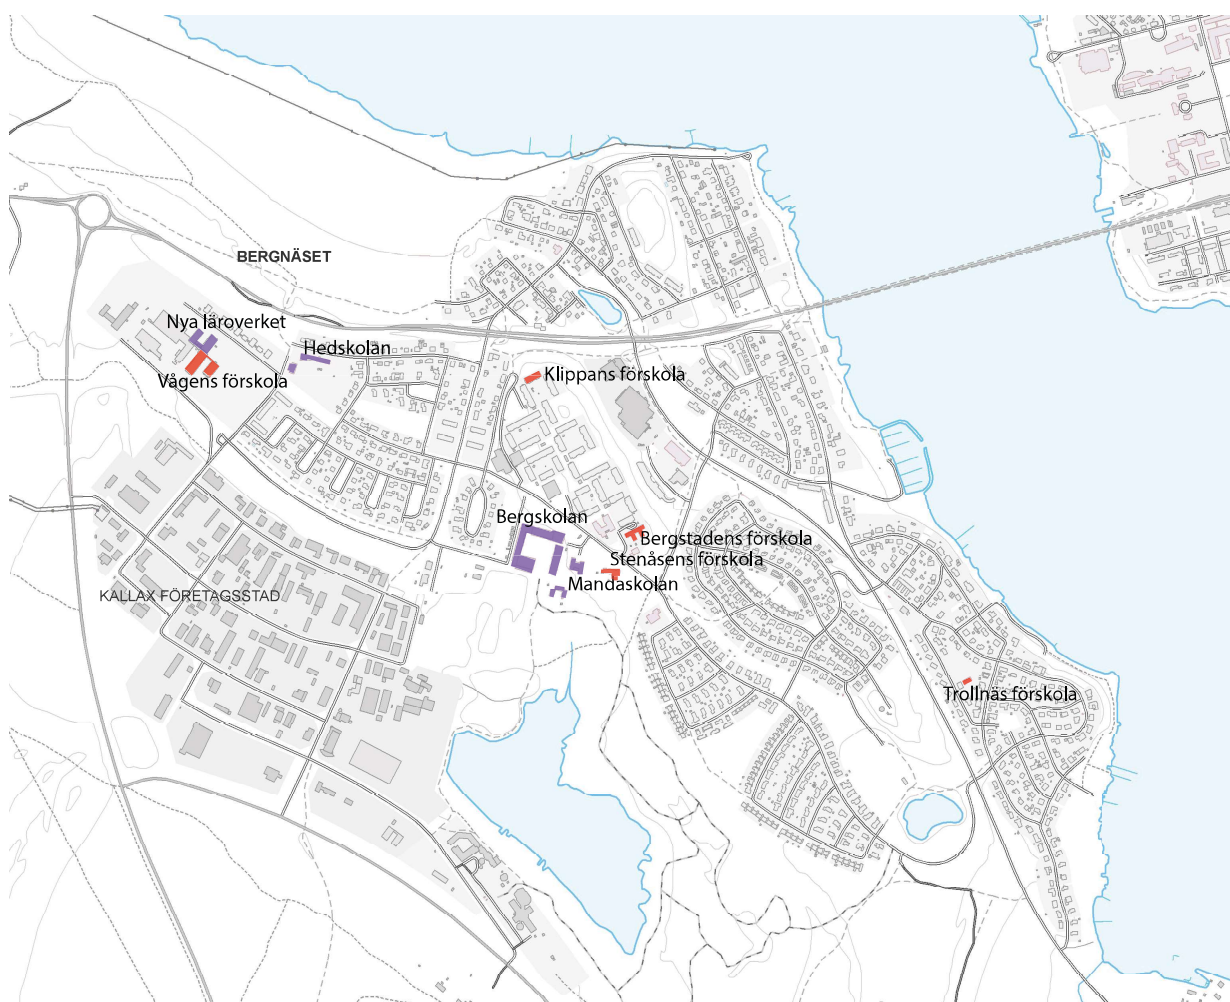 BERGNÄSET
Nya läroverket
Hedskolan
Vågens förskola
Klippans förskola
Bergskolan
Bergstadens förskola
Stenåsens förskola
Mandaskolan
KALLAX FÖRETAGSSTAD
Trollnäs förskola